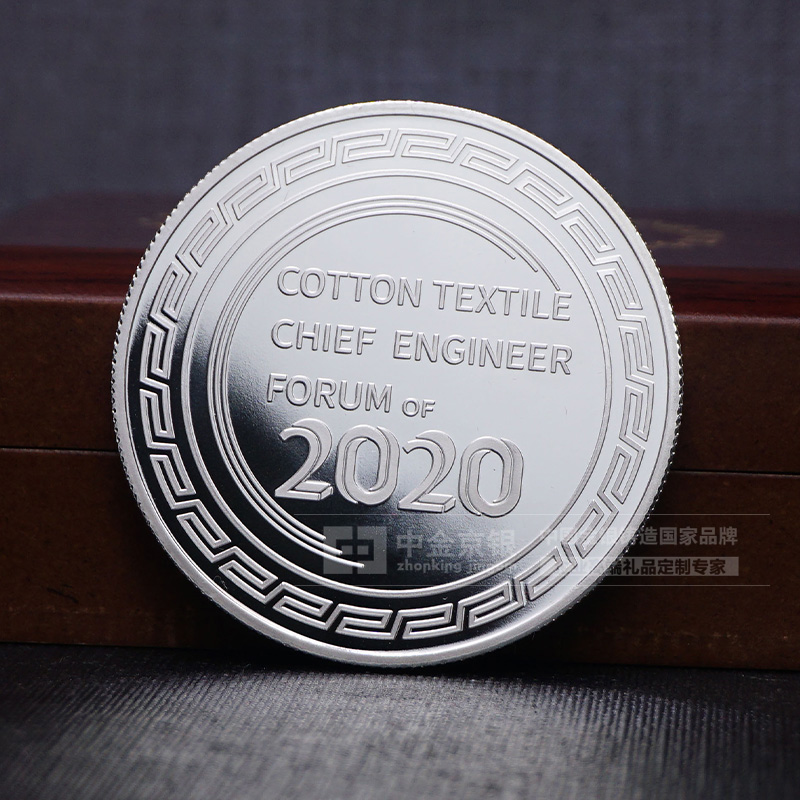 COTTON TEXTILE
CHIEF ENGINEER
FORUM OF
2020
中金京银
zhonking
造国家品牌
礼品定制专家